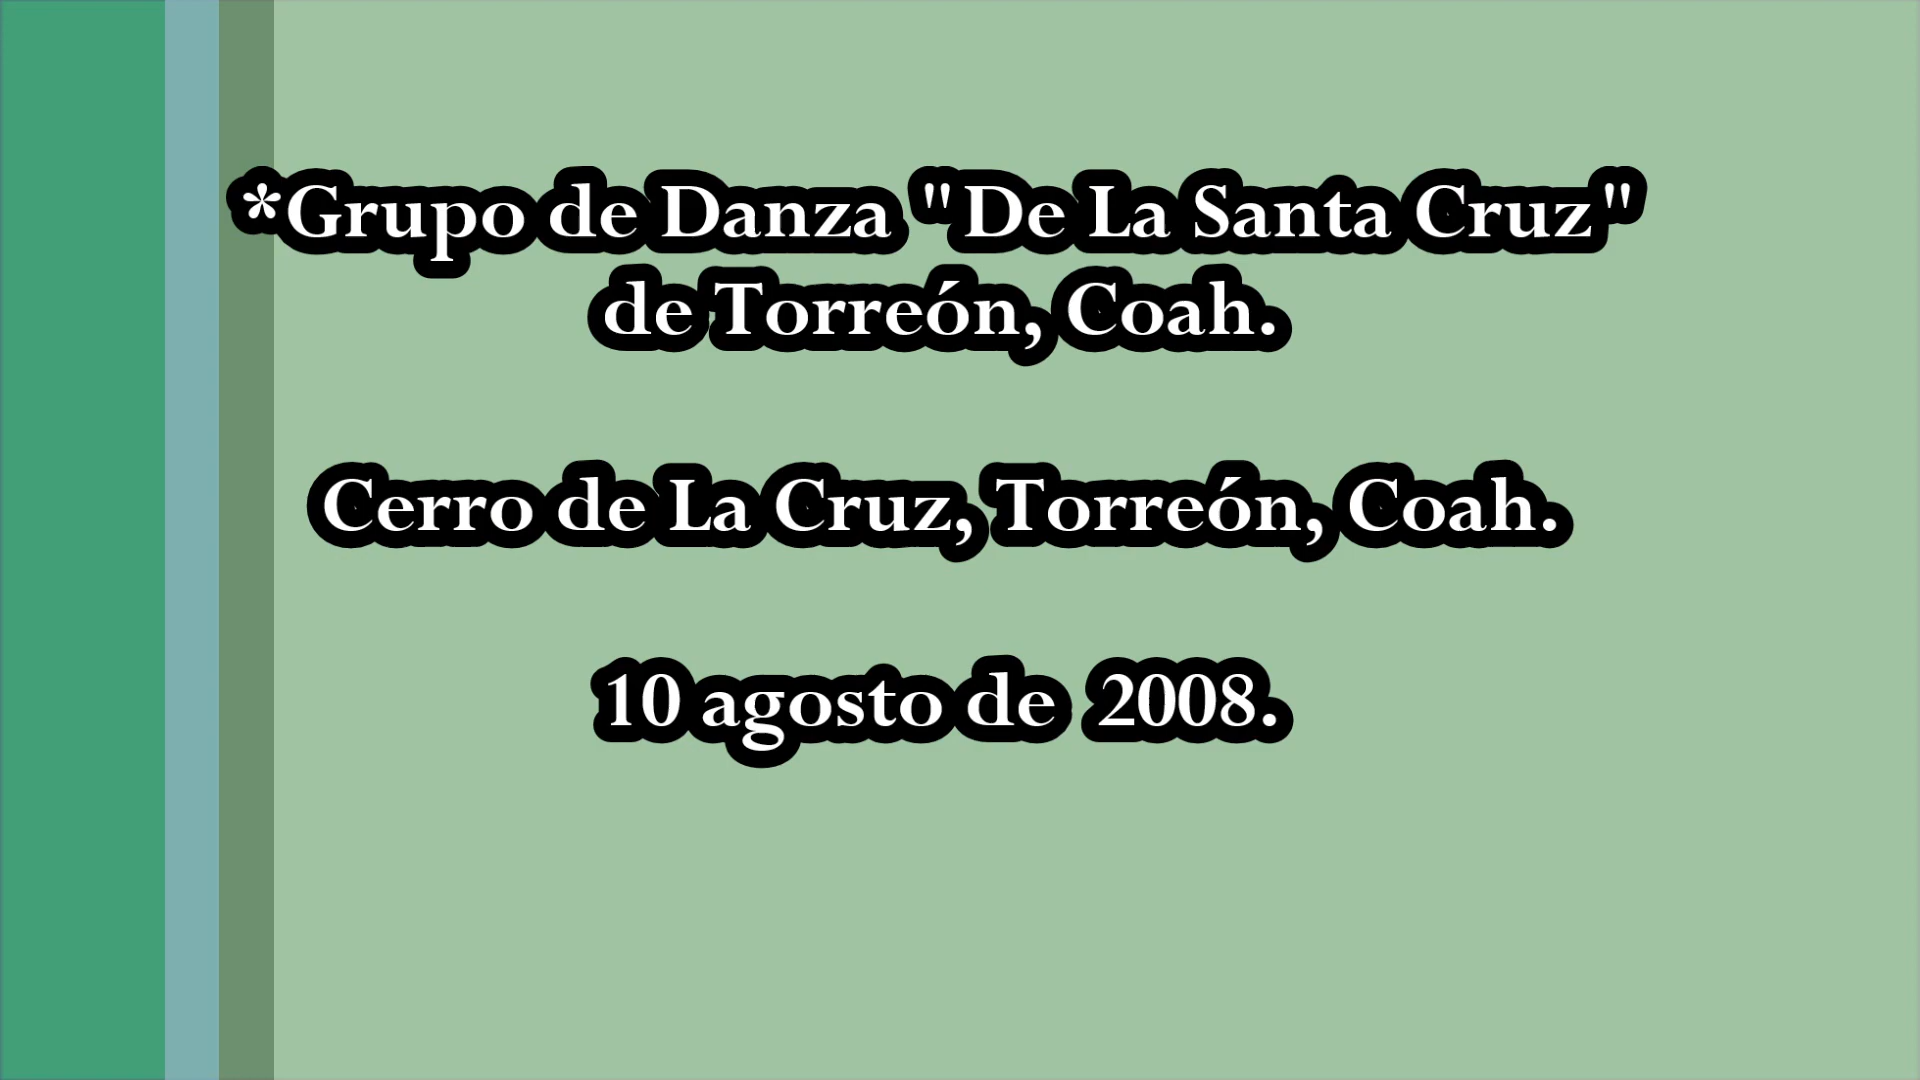 *Grupo de Danza "De La Santa Cruz"
de Torreón, Coah.
Cerro de La Cruz, Torreón, Coah.
10 agosto de  2008.